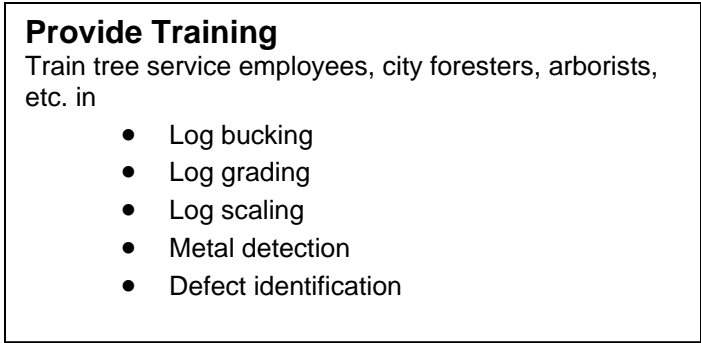 Provide Training
Train tree service employees, city foresters, arborists,
etc. in
• Log bucking
• Log grading
• Log scaling
• Metal detection
• Defect identification